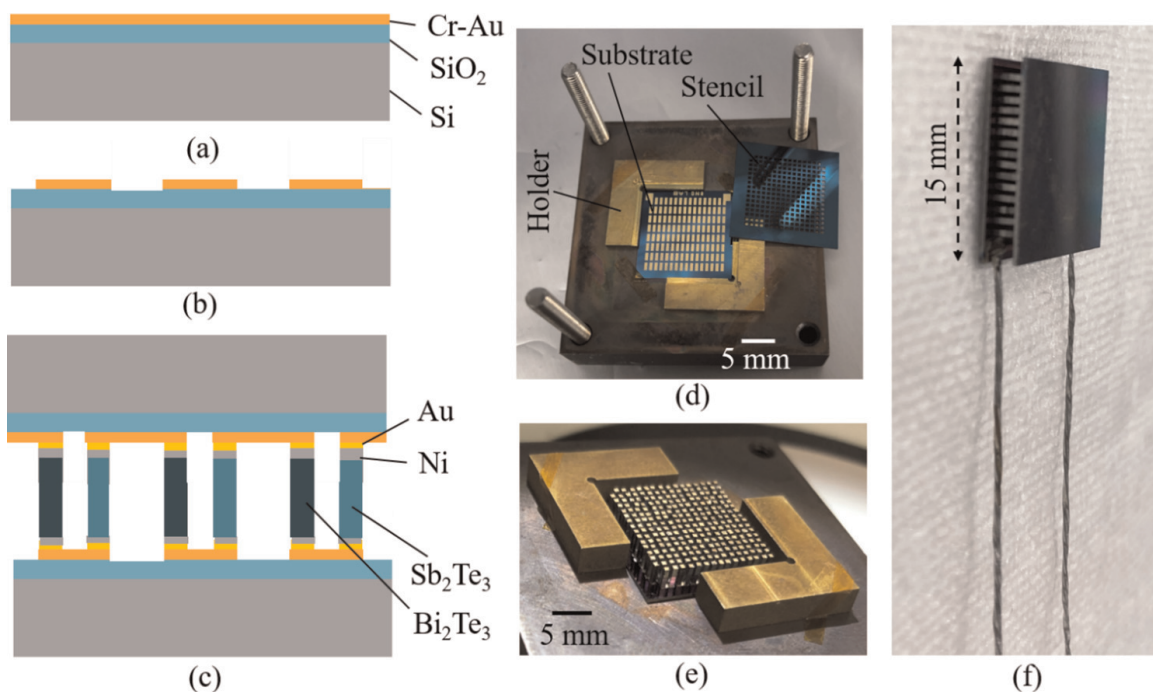 Cr-Au
SiO₂
Si
(a)
(b)
Au
Ni
Sb₂Te₃
Bi₂Te₃
(c)
Substrate
Stencil
Holder
5 mm
(d)
5 mm
(e)
15 mm
(f)